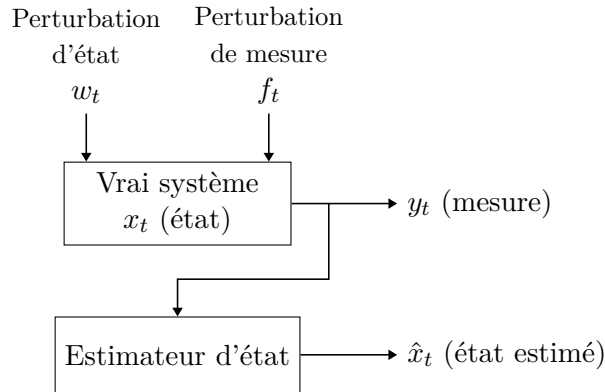 Perturbation
d'état
w_t
Perturbation
de mesure
f_t
Vrai système
x_t (état)
y_t (mesure)
Estimateur d'état
x̂_t (état estimé)